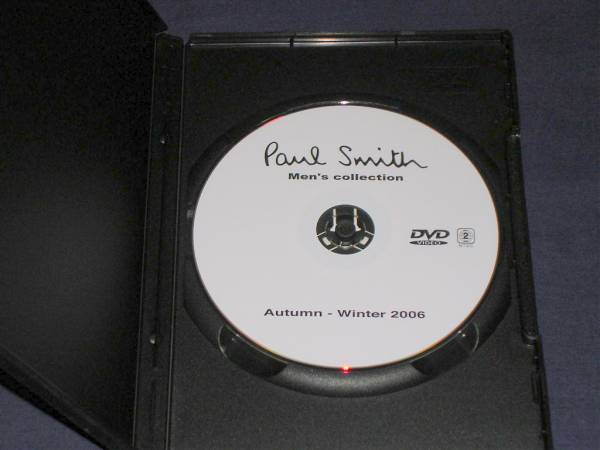 Paul Smith
Men's collection
DVD
VIDEO
2
Autumn - Winter 2006